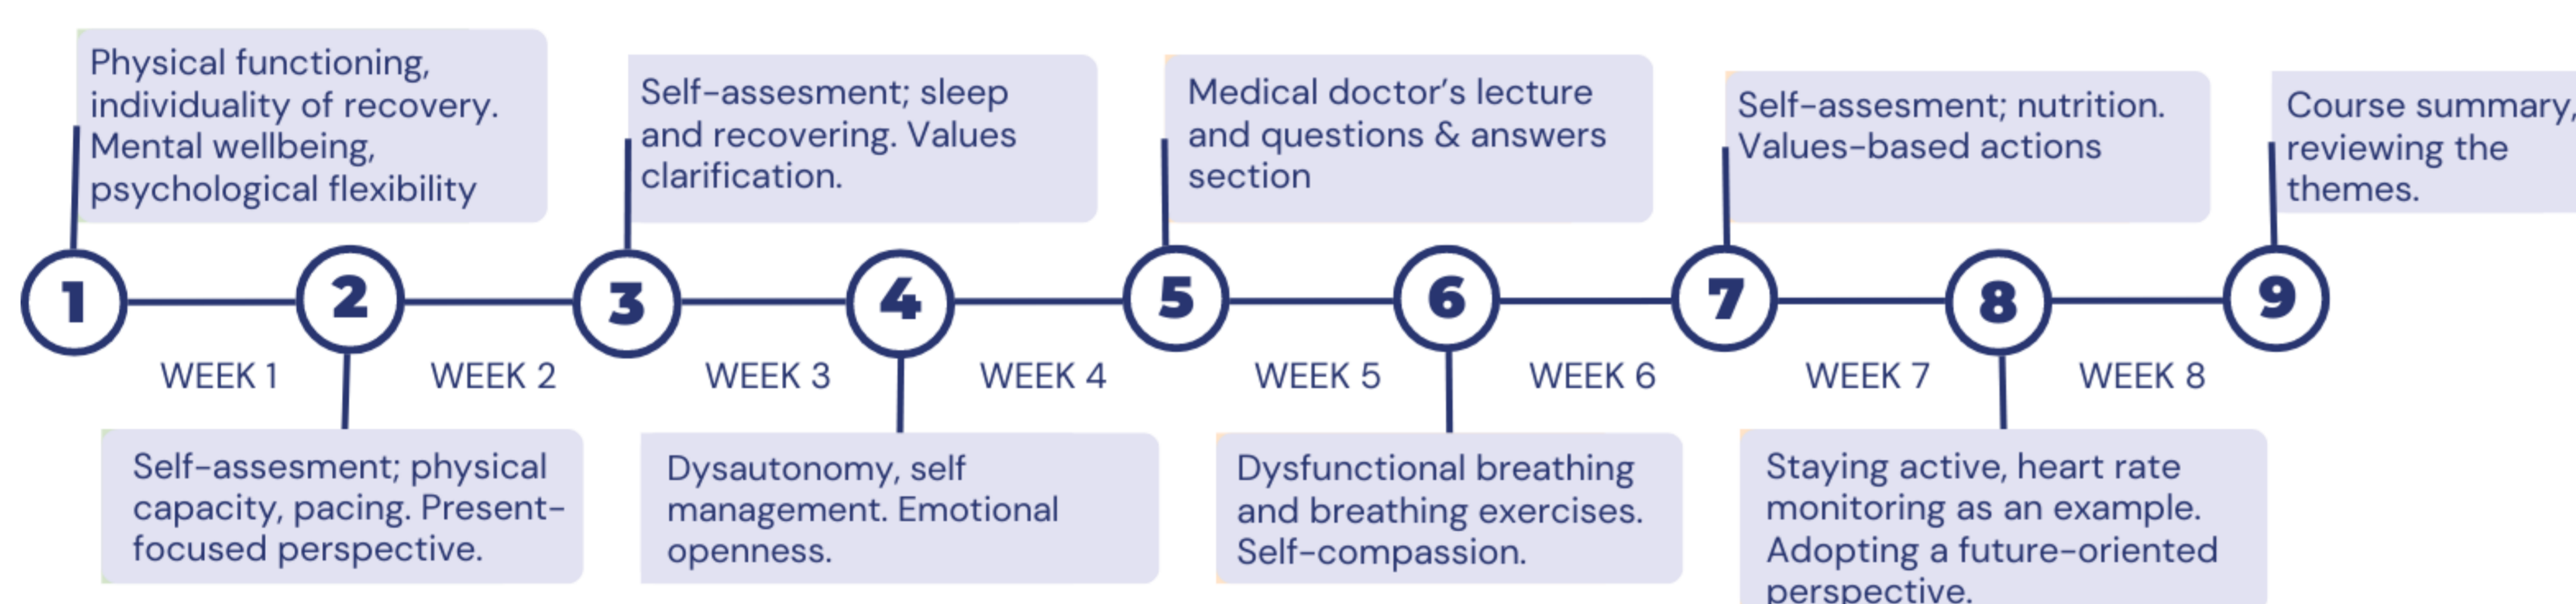 Physical functioning,
individuality of recovery.
Mental wellbeing,
psychological flexibility
Self-assesment; sleep
and recovering. Values
clarification.
Medical doctor's lecture
and questions & answers
section
Self-assesment; nutrition.
Values-based actions
Course summary,
reviewing the
themes.
1
2
3
4
5
6
7
8
9
WEEK 1
WEEK 2
WEEK 3
WEEK 4
WEEK 5
WEEK 6
WEEK 7
WEEK 8
Self-assesment; physical
capacity, pacing. Present-
focused perspective.
Dysautonomy, self
management. Emotional
openness.
Dysfunctional breathing
and breathing exercises.
Self-compassion.
Staying active, heart rate
monitoring as an example.
Adopting a future-oriented
perspective.